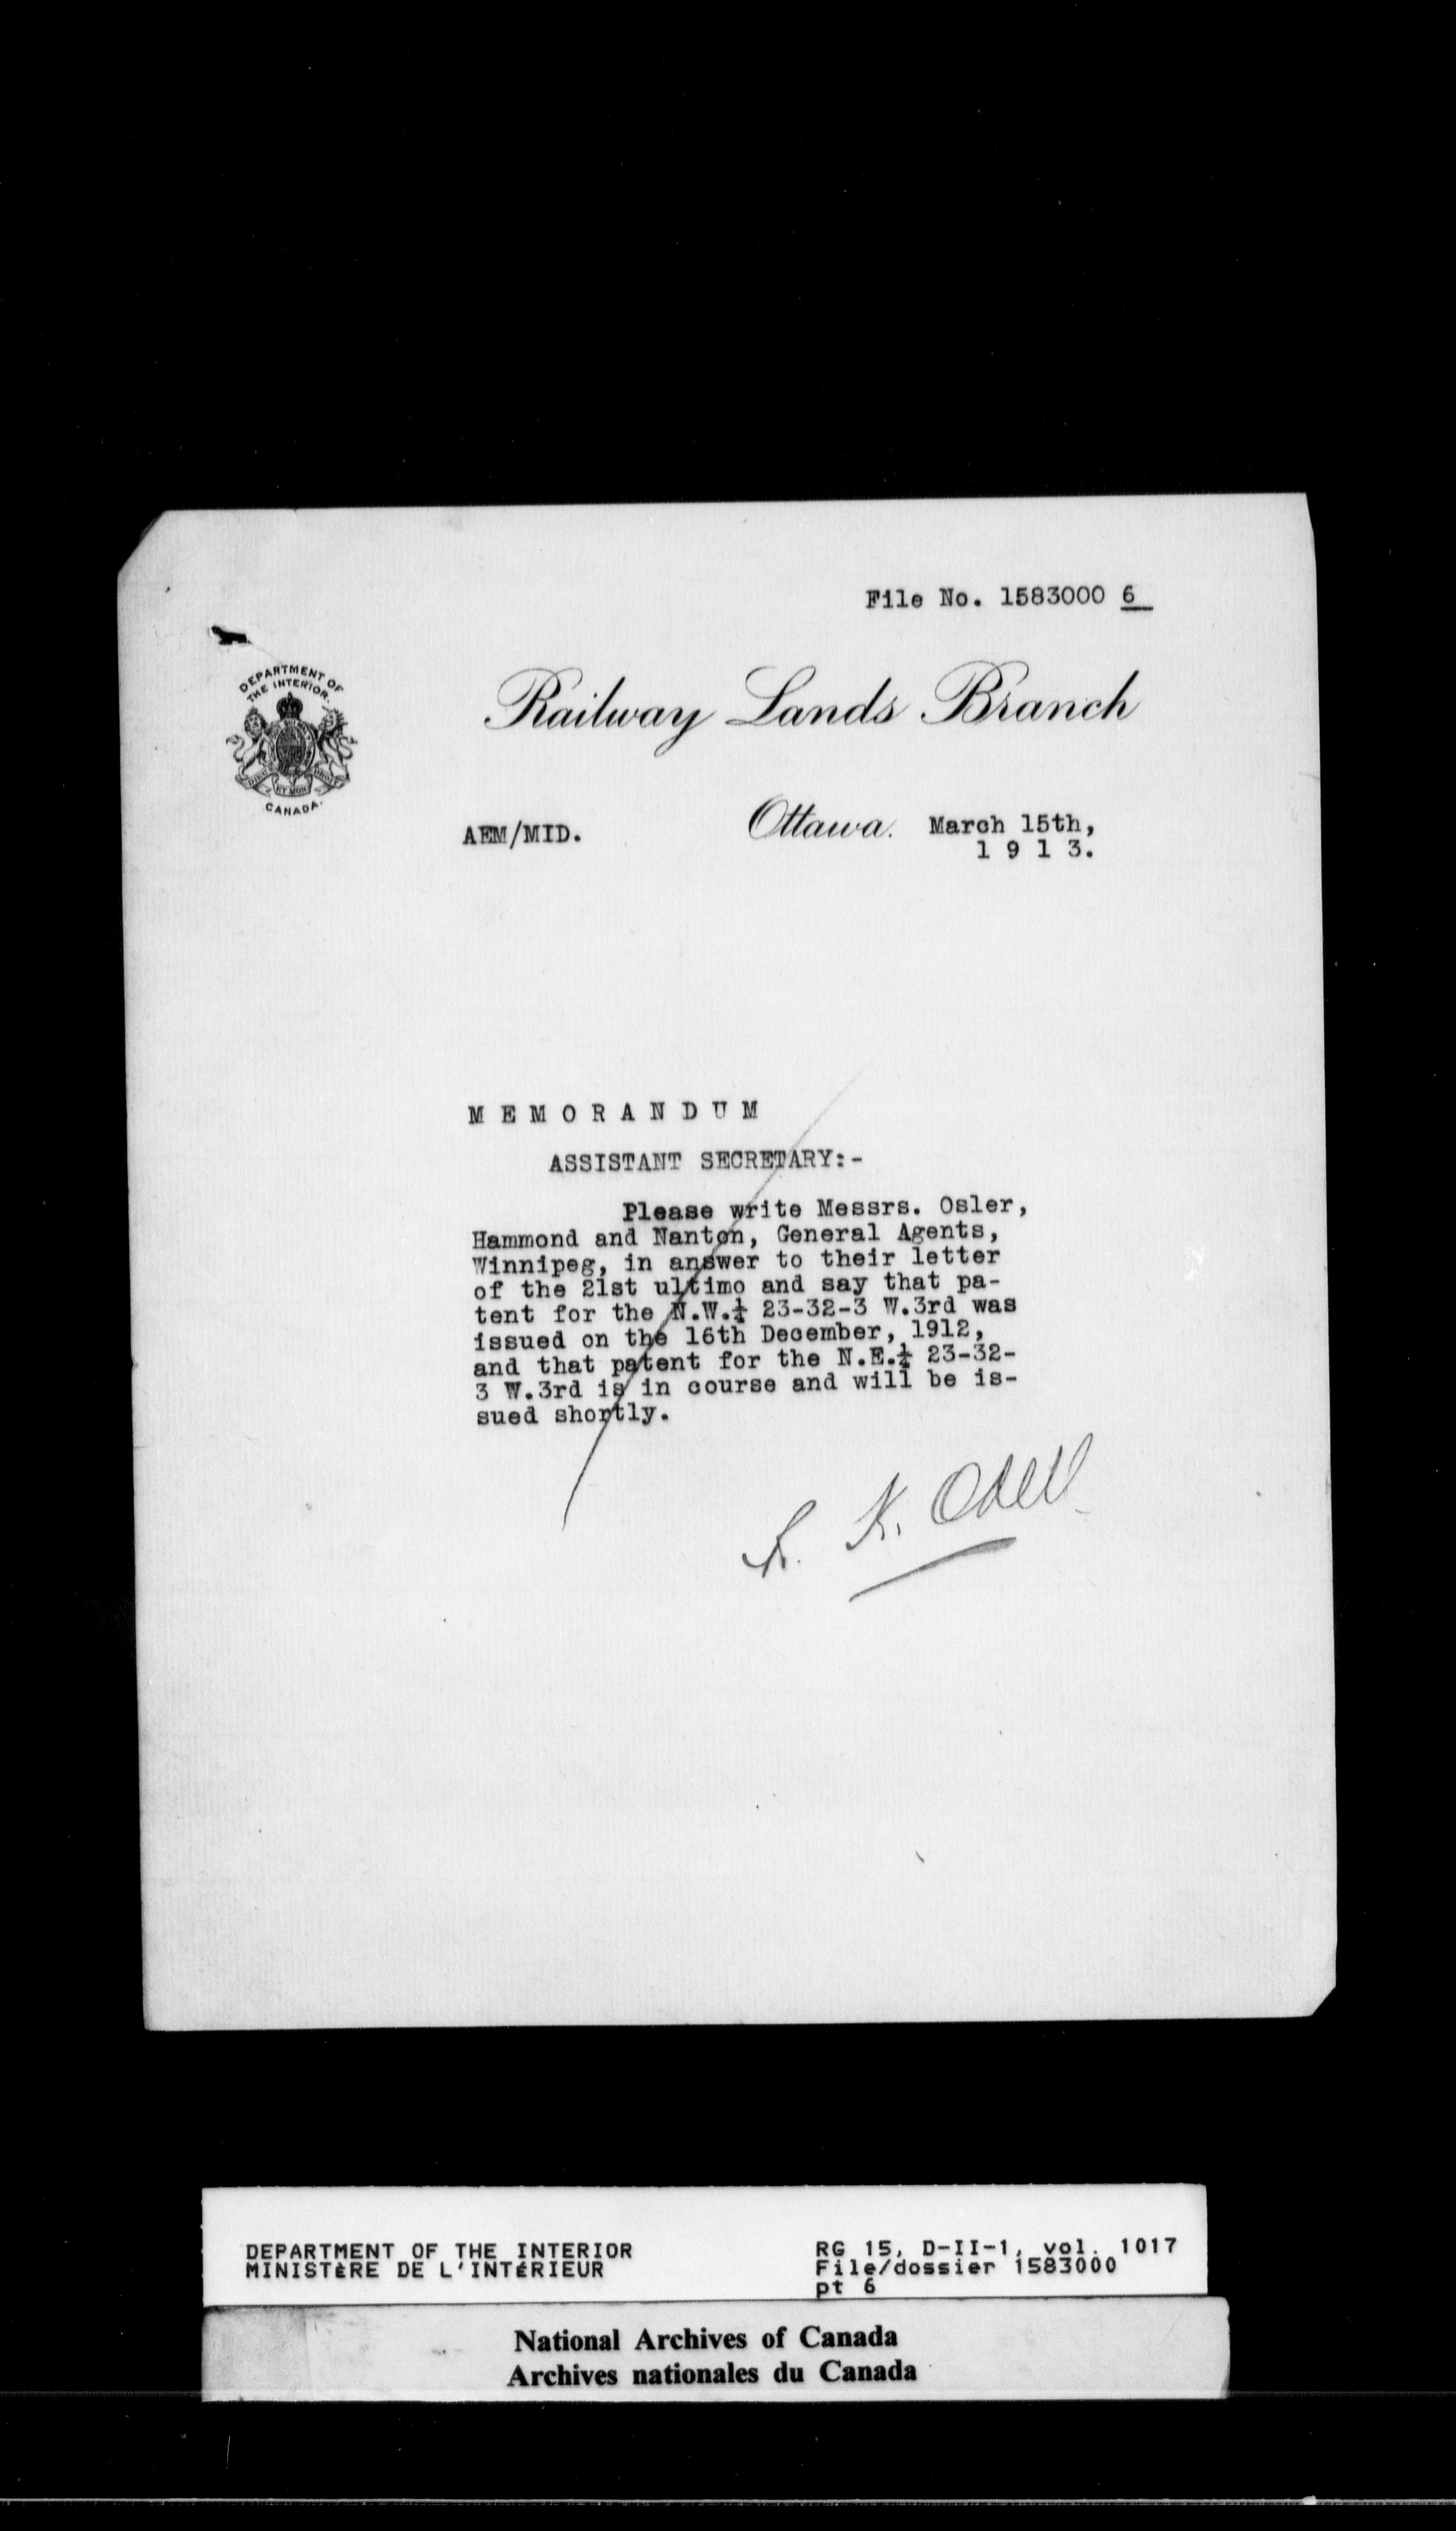 File No. 1583000 6
DEPARTMENT OF
THE INTERIOR.
DIEU ET MON DROIT
CANADA.
Railway Lands Branch
AEM/MID.
Ottawa. March 15th,
1 9 1 3.
M E M O R A N D U M
ASSISTANT SECRETARY:-
Please write Messrs. Osler,
Hammond and Nanton, General Agents,
Winnipeg, in answer to their letter
of the 21st ultimo and say that pa-
tent for the N.W.¼ 23-32-3 W.3rd was
issued on the 16th December, 1912,
and that patent for the N.E.¼ 23-32-
3 W.3rd is in course and will be is-
sued shortly.
K. Odell
DEPARTMENT OF THE INTERIOR
MINISTÈRE DE L'INTÉRIEUR
RG 15, D-II-1, vol. 1017
File/dossier 1583000
pt 6
National Archives of Canada
Archives nationales du Canada